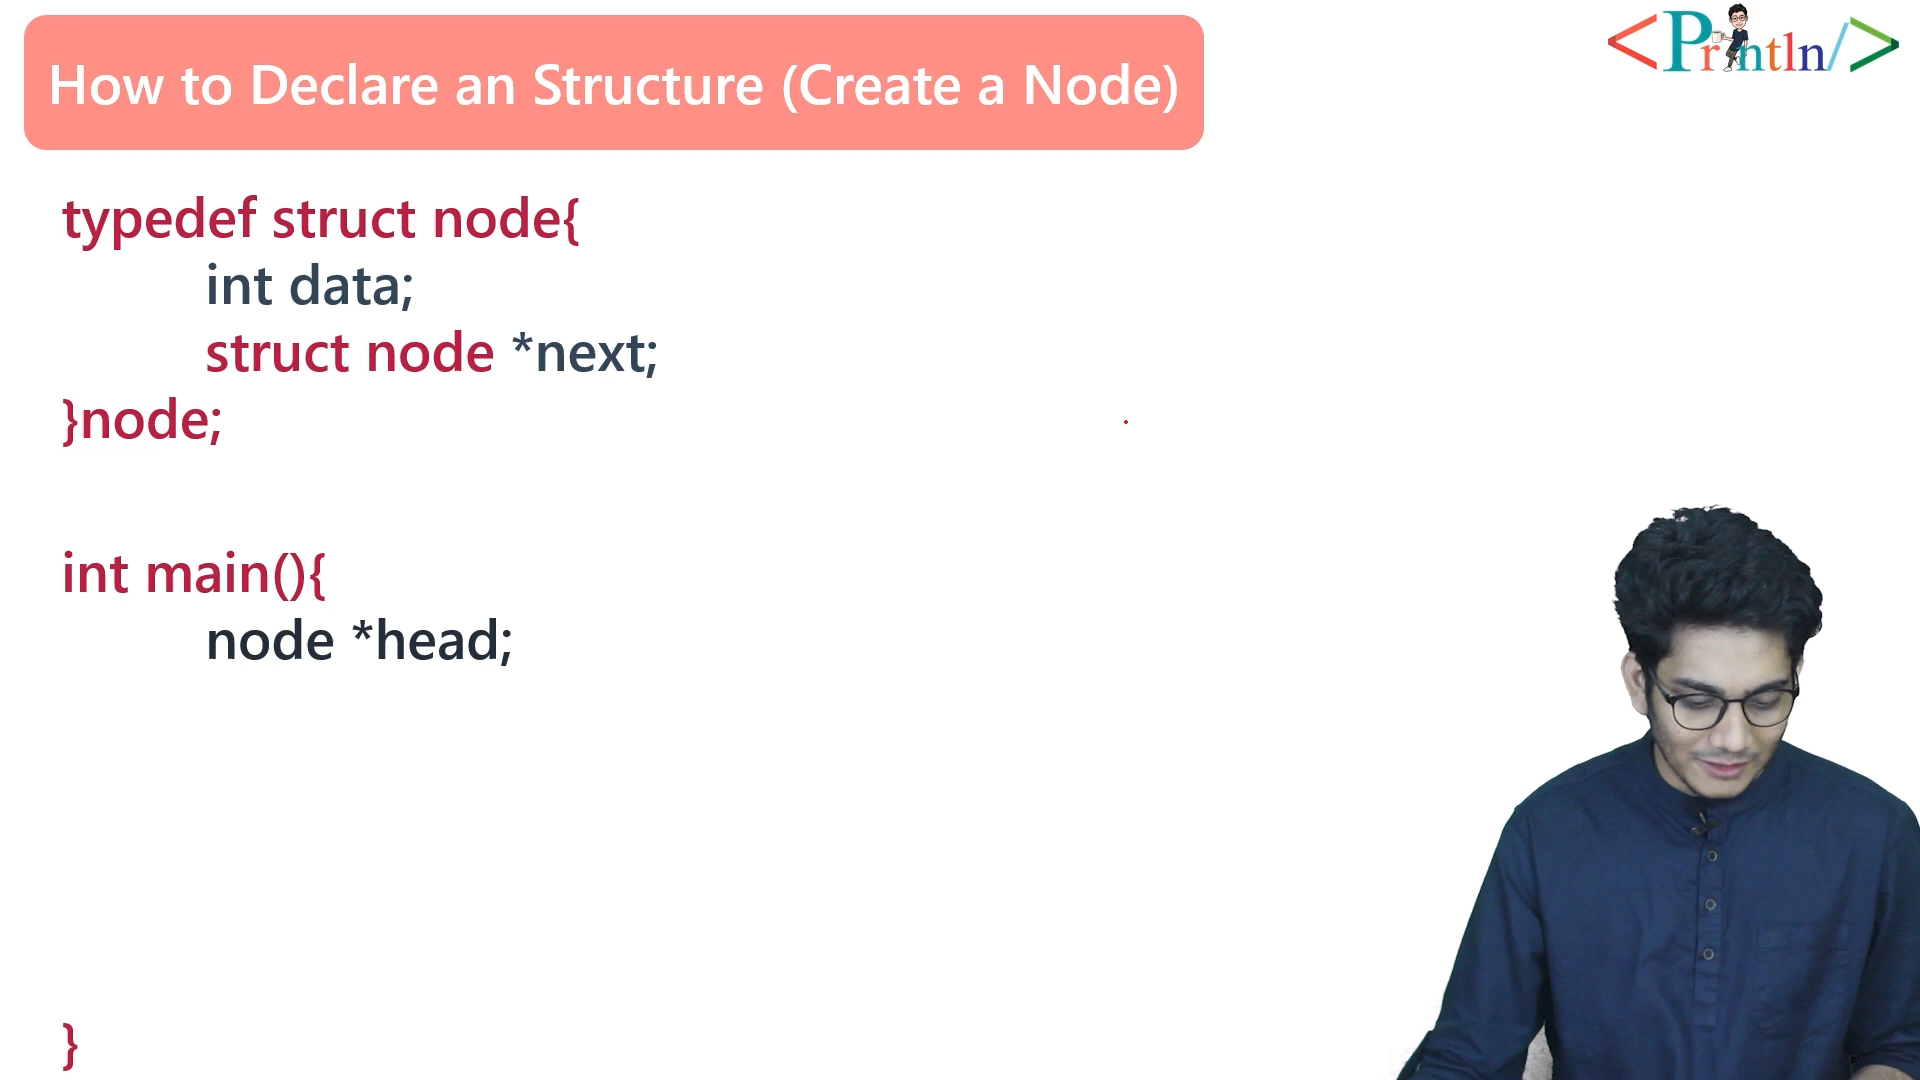 How to Declare an Structure (Create a Node)
<Println/>
typedef struct node{
int data;
struct node *next;
}node;
int main(){
node *head;
}